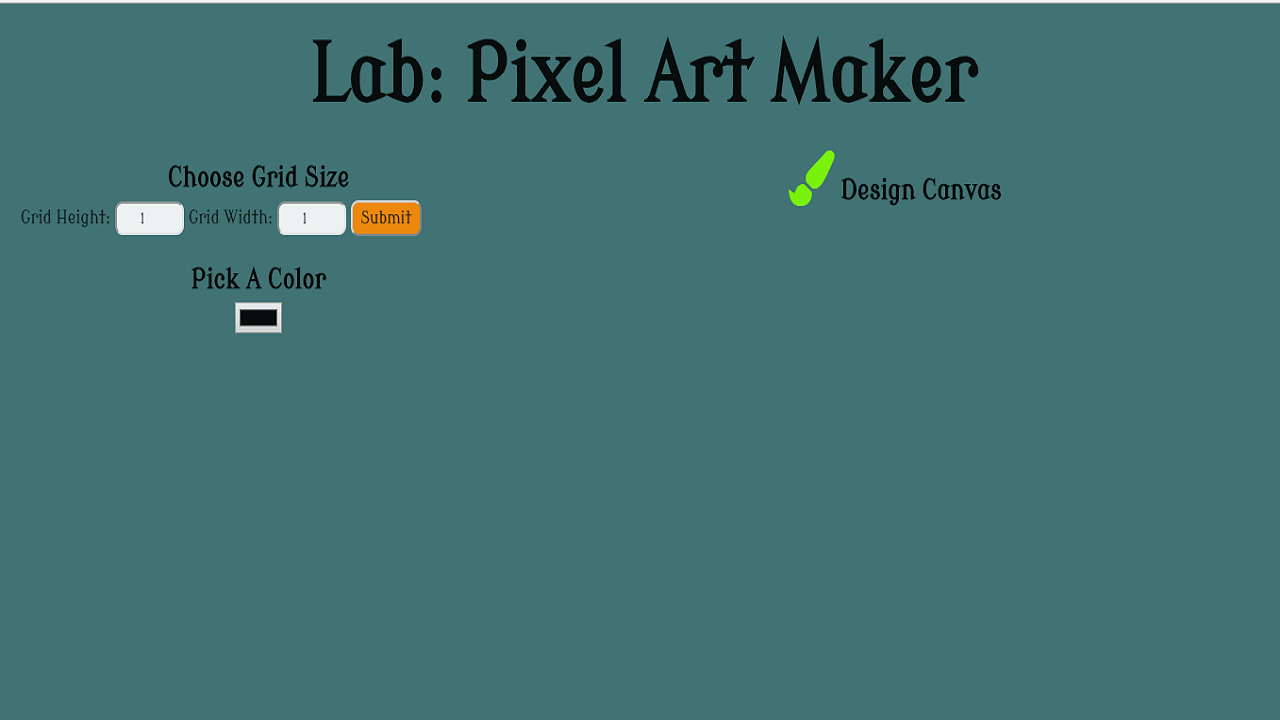 Lab: Pixel Art Maker
Choose Grid Size
Grid Height: 1 Grid Width: 1 Submit
Pick A Color
Design Canvas